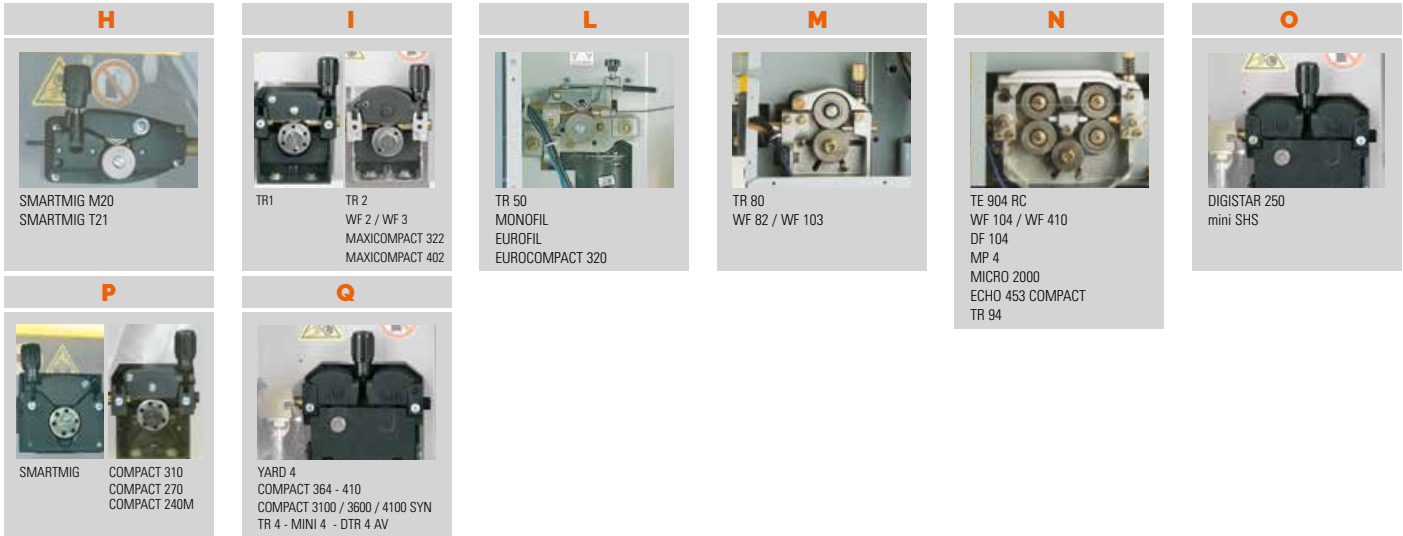 H
SMARTMIG M20
SMARTMIG T21
I
TR1
TR 2
WF 2 / WF 3
MAXICOMPACT 322
MAXICOMPACT 402
L
TR 50
MONOFIL
EUROFIL
EUROCOMPACT 320
M
TR 80
WF 82 / WF 103
N
TE 904 RC
WF 104 / WF 410
DF 104
MP 4
MICRO 2000
ECHO 453 COMPACT
TR 94
O
DIGISTAR 250
mini SHS
P
SMARTMIG
COMPACT 310
COMPACT 270
COMPACT 240M
Q
YARD 4
COMPACT 364 - 410
COMPACT 3100 / 3600 / 4100 SYN
TR 4 - MINI 4 - DTR 4 AV